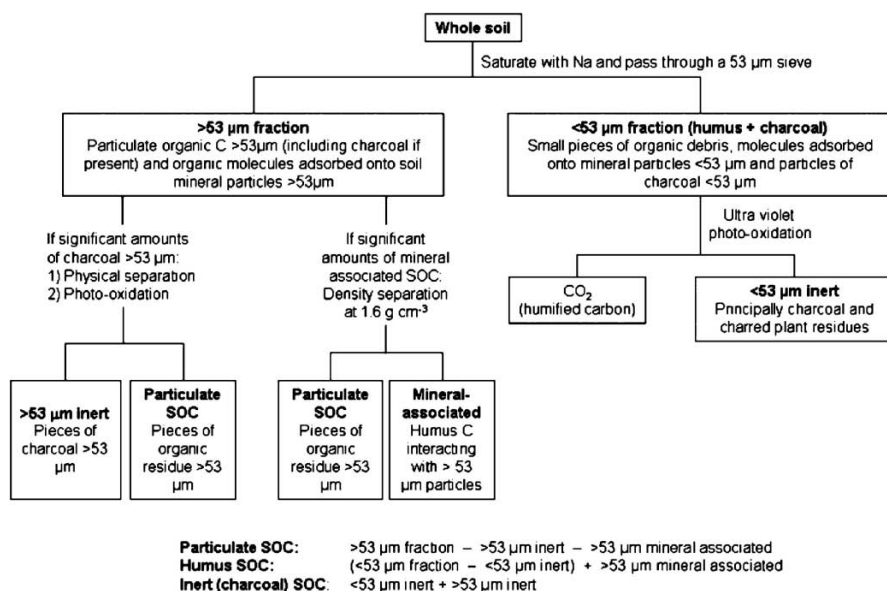 Whole soil
Saturate with Na and pass through a 53 µm sieve
>53 µm fraction
Particulate organic C >53µm (including charcoal if
present) and organic molecules adsorbed onto soil
mineral particles >53µm
<53 µm fraction (humus + charcoal)
Small pieces of organic debris, molecules adsorbed
onto mineral particles <53 µm and particles of
charcoal <53 µm
If significant amounts
of charcoal >53 µm:
1) Physical separation
2) Photo-oxidation
If significant
amounts of mineral
associated SOC:
Density separation
at 1.6 g cm⁻³
Ultra violet
photo-oxidation
CO₂
(humified carbon)
<53 µm inert
Principally charcoal and
charred plant residues
>53 µm inert
Pieces of
charcoal >53
µm
Particulate
SOC
Pieces of
organic
residue >53
µm
Particulate
SOC
Pieces of
organic
residue >53
µm
Mineral-
associated
Humus C
interacting
with > 53
µm particles
Particulate SOC: >53 µm fraction – >53 µm inert – >53 µm mineral associated
Humus SOC: (<53 µm fraction – <53 µm inert) + >53 µm mineral associated
Inert (charcoal) SOC: <53 µm inert + >53 µm inert